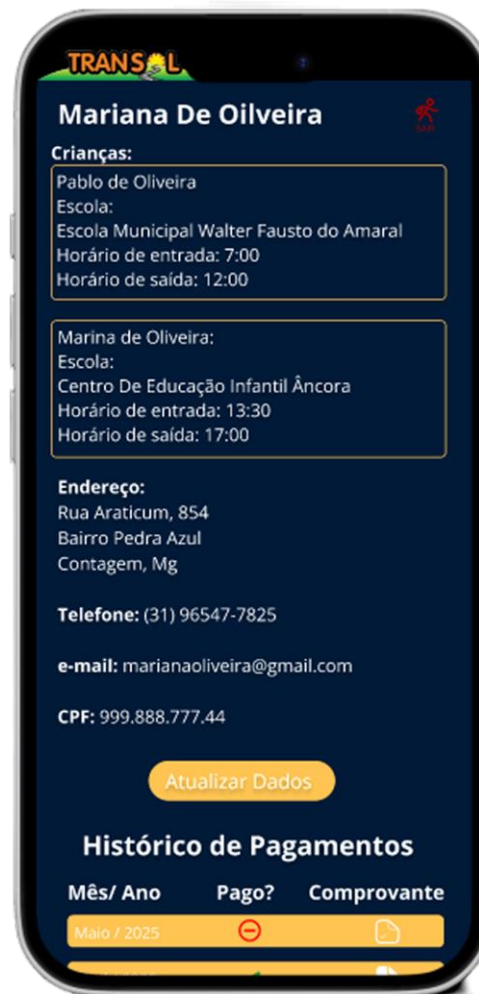 TRANSOL
Mariana De Oilveira
SAIR
Crianças:
Pablo de Oliveira
Escola:
Escola Municipal Walter Fausto do Amaral
Horário de entrada: 7:00
Horário de saída: 12:00
Marina de Oliveira:
Escola:
Centro De Educação Infantil Âncora
Horário de entrada: 13:30
Horário de saída: 17:00
Endereço:
Rua Araticum, 854
Bairro Pedra Azul
Contagem, Mg
Telefone: (31) 96547-7825
e-mail: marianaoliveira@gmail.com
CPF: 999.888.777.44
Atualizar Dados
Histórico de Pagamentos
Mês/ Ano Pago? Comprovante
Maio / 2025